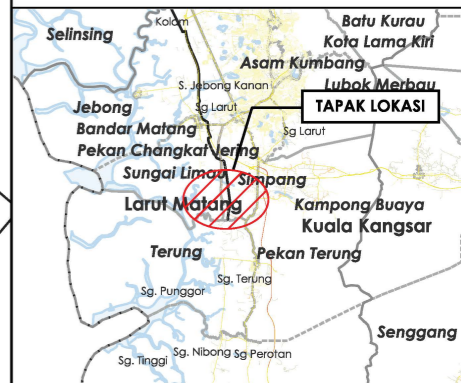 Kolam
Batu Kurau
Selinsing
Kota Lama Kiri
Asam Kumbang
S. Jebong Kanan
Lubok Merbau
Jebong
Sg Larut
TAPAK LOKASI
Bandar Matang
Sg Larut
Pekan Changkat Jering
Sungai Limau
Simpang
Larut Matang
Kampong Buaya
Kuala Kangsar
Terung
Pekan Terung
Sg. Terung
Sg. Punggor
Senggang
Sg. Nibong
Sg Perotan
Sg. Tinggi